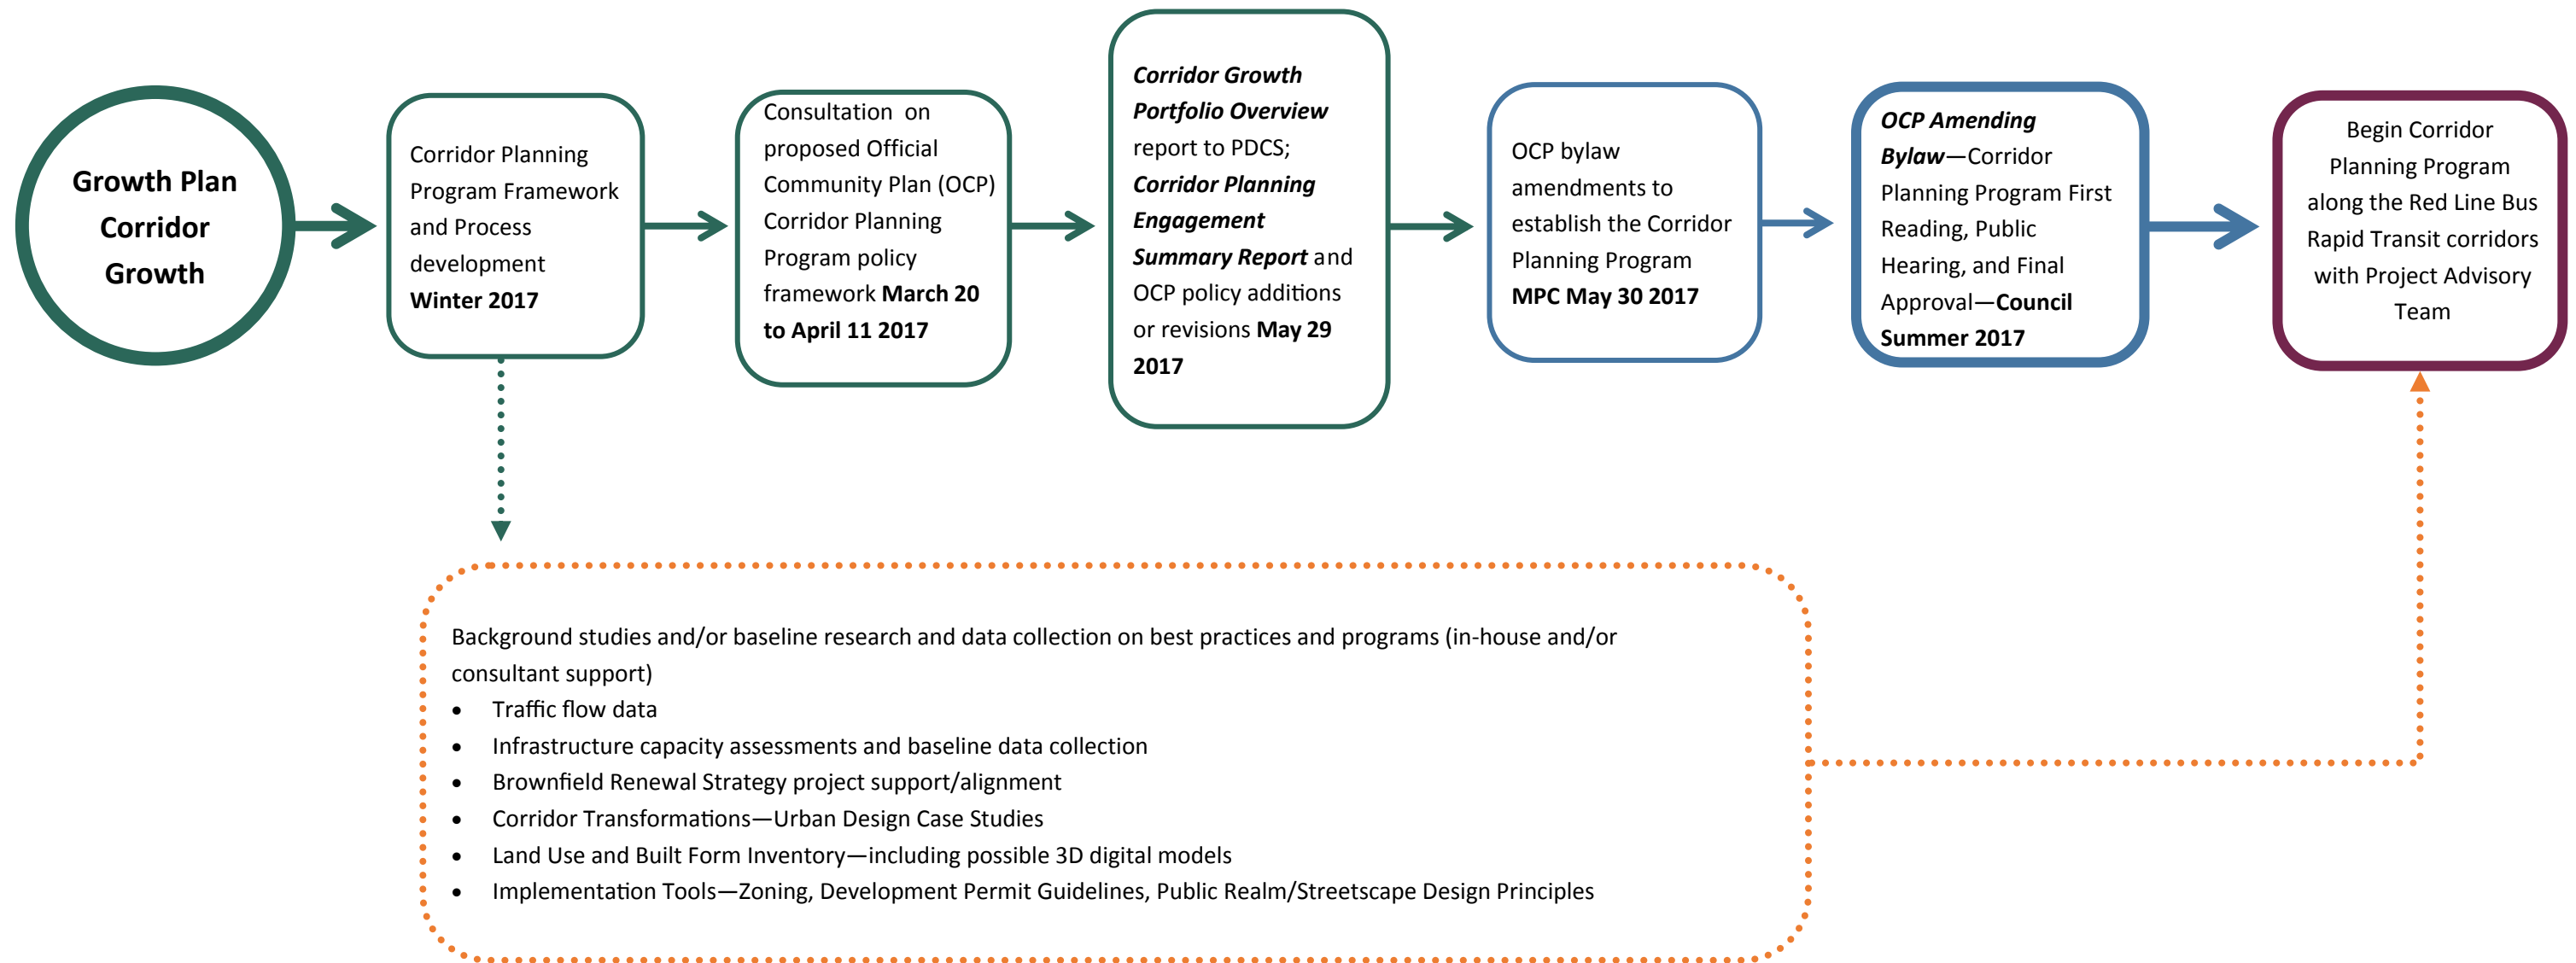 Growth Plan
Corridor
Growth
Corridor Planning
Program Framework
and Process
development
Winter 2017
Consultation on
proposed Official
Community Plan (OCP)
Corridor Planning
Program policy
framework March 20
to April 11 2017
Corridor Growth
Portfolio Overview
report to PDCS;
Corridor Planning
Engagement
Summary Report and
OCP policy additions
or revisions May 29
2017
OCP bylaw
amendments to
establish the Corridor
Planning Program
MPC May 30 2017
OCP Amending
Bylaw—Corridor
Planning Program First
Reading, Public
Hearing, and Final
Approval—Council
Summer 2017
Begin Corridor
Planning Program
along the Red Line Bus
Rapid Transit corridors
with Project Advisory
Team
Background studies and/or baseline research and data collection on best practices and programs (in-house and/or
consultant support)
• Traffic flow data
• Infrastructure capacity assessments and baseline data collection
• Brownfield Renewal Strategy project support/alignment
• Corridor Transformations—Urban Design Case Studies
• Land Use and Built Form Inventory—including possible 3D digital models
• Implementation Tools—Zoning, Development Permit Guidelines, Public Realm/Streetscape Design Principles